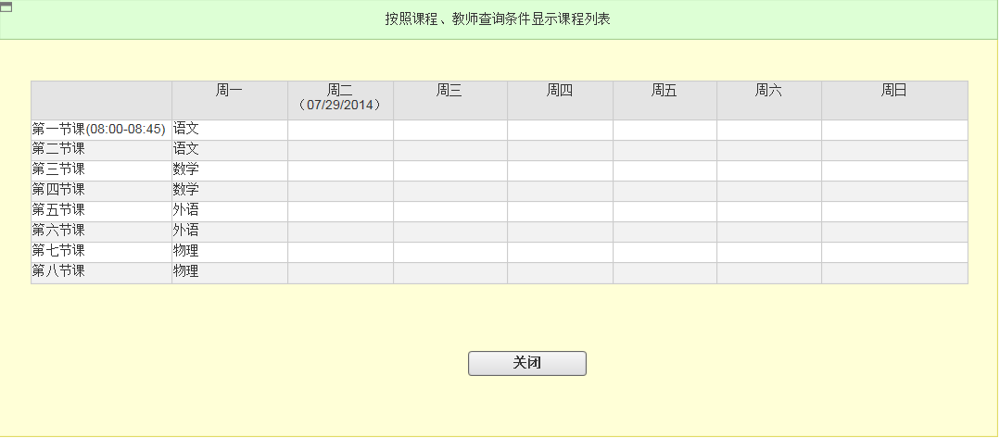 按照课程、教师查询条件显示课程列表
周一 周二 周三 周四 周五 周六 周日
（07/29/2014）
第一节课(08:00-08:45) 语文
第二节课 语文
第三节课 数学
第四节课 数学
第五节课 外语
第六节课 外语
第七节课 物理
第八节课 物理
关闭